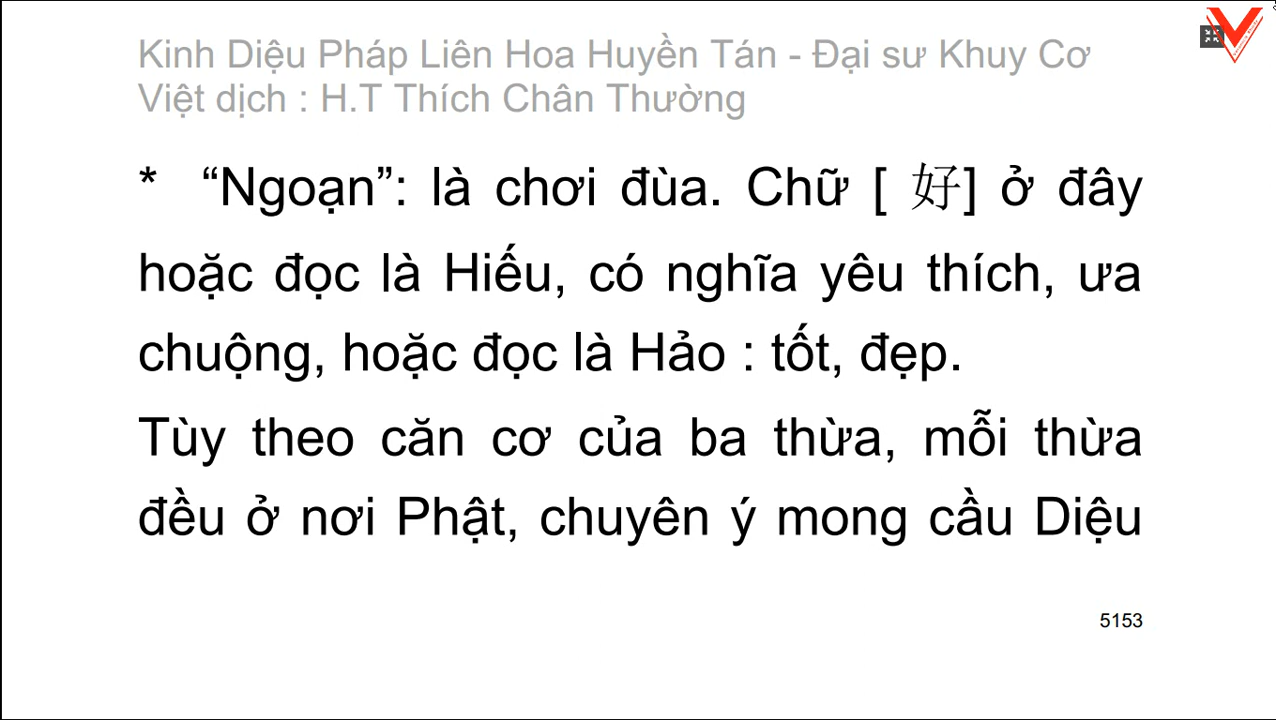 Kinh Diệu Pháp Liên Hoa Huyền Tán - Đại sư Khuy Cơ
Việt dịch : H.T Thích Chân Thường
* “Ngoạn”: là chơi đùa. Chữ [ 好] ở đây
hoặc đọc là Hiếu, có nghĩa yêu thích, ưa
chuộng, hoặc đọc là Hảo : tốt, đẹp.
Tùy theo căn cơ của ba thừa, mỗi thừa
đều ở nơi Phật, chuyên ý mong cầu Diệu
5153